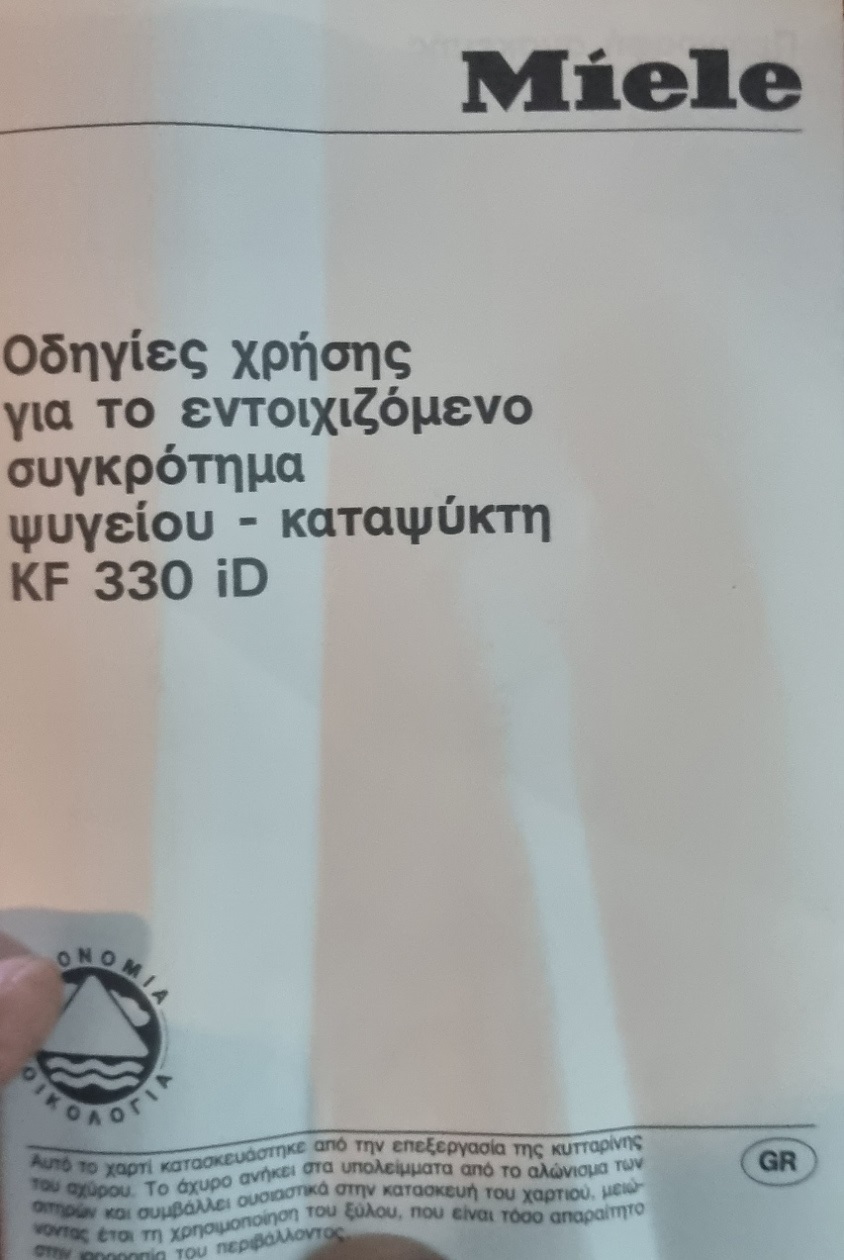 Miele
Οδηγίες χρήσης
για το εντοιχιζόμενο
συγκρότημα
ψυγείου - καταψύκτη
KF 330 iD
ΟΝΟΜΙΑ
ΟΙΚΟΛΟΓΙΑ
Αυτό το χαρτί κατασκευάστηκε από την επεξεργασία της κυτταρίνης
του αχύρου. Το άχυρο ανήκει στα υπολείμματα από το αλώνισμα των
σιτηρών και συμβάλλει ουσιαστικά στην κατασκευή του χαρτιού, μειώ-
νοντας έτσι τη χρησιμοποίηση του ξύλου, που είναι τόσο απαραίτητο
στην ισορροπία του περιβάλλοντος.
GR